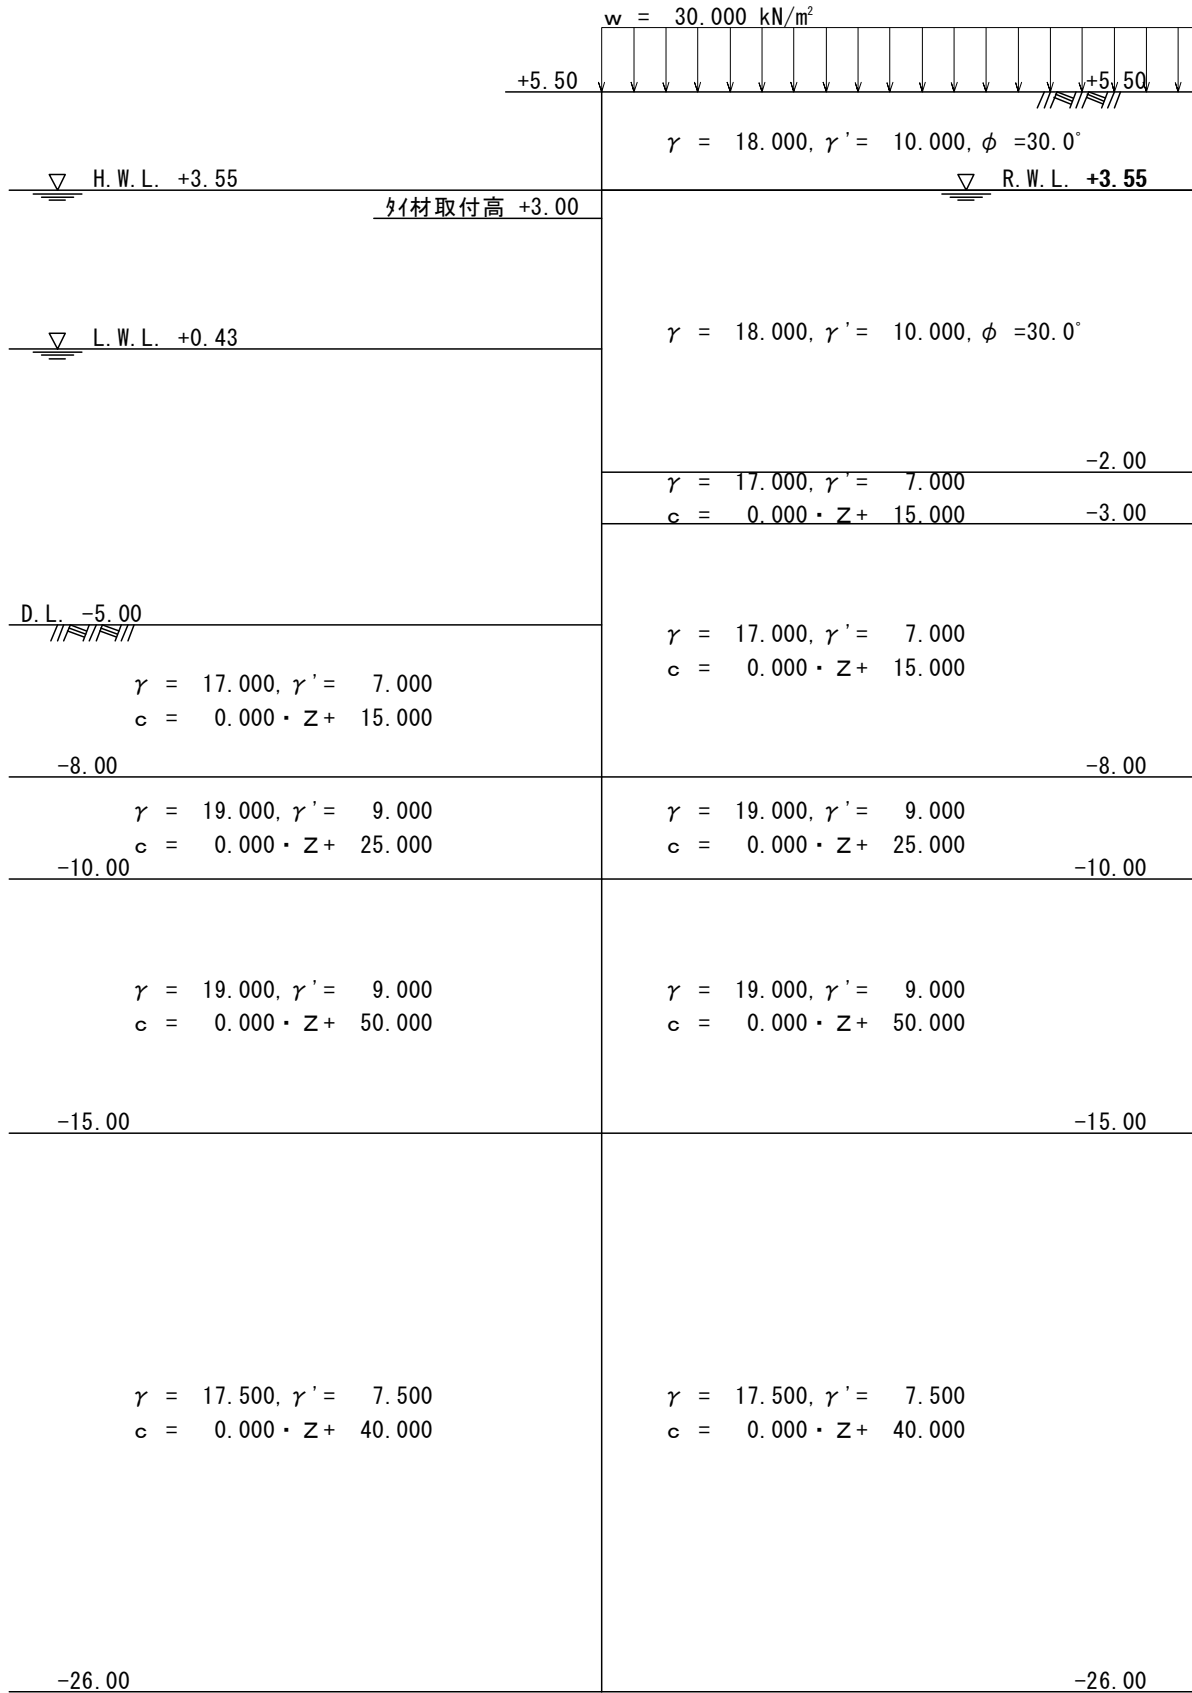 w = 30.000 kN/m²
+5.50 +5.50
γ = 18.000, γ'= 10.000, φ =30.0°
H.W.L. +3.55 R.W.L. +3.55
タイ材取付高 +3.00
L.W.L. +0.43 γ = 18.000, γ'= 10.000, φ =30.0°
-2.00
γ = 17.000, γ'= 7.000
c = 0.000・Z+ 15.000 -3.00
D.L. -5.00
γ = 17.000, γ'= 7.000
c = 0.000・Z+ 15.000
γ = 17.000, γ'= 7.000
c = 0.000・Z+ 15.000
-8.00 -8.00
γ = 19.000, γ'= 9.000 γ = 19.000, γ'= 9.000
c = 0.000・Z+ 25.000 c = 0.000・Z+ 25.000
-10.00 -10.00
γ = 19.000, γ'= 9.000 γ = 19.000, γ'= 9.000
c = 0.000・Z+ 50.000 c = 0.000・Z+ 50.000
-15.00 -15.00
γ = 17.500, γ'= 7.500 γ = 17.500, γ'= 7.500
c = 0.000・Z+ 40.000 c = 0.000・Z+ 40.000
-26.00 -26.00